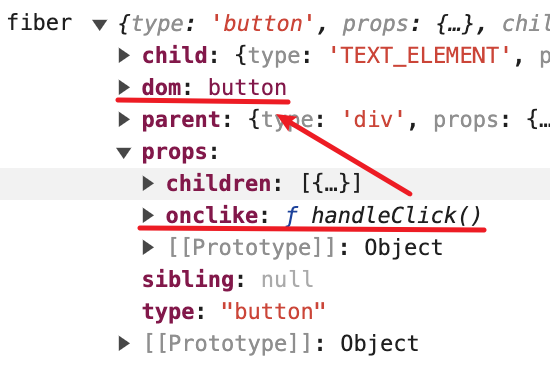 fiber ▼ {type: 'button', props: {…}, chil
▶ child: {type: 'TEXT_ELEMENT', p
▶ dom: button
▶ parent: {type: 'div', props: {…
▼ props:
▶ children: [{…}]
▶ onclike: ƒ handleClick()
▶ [[Prototype]]: Object
sibling: null
type: "button"
▶ [[Prototype]]: Object